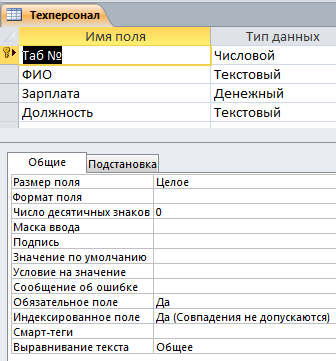 Техперсонал
Имя поля Тип данных
Таб № Числовой
ФИО Текстовый
Зарплата Денежный
Должность Текстовый
Общие Подстановка
Размер поля Целое
Формат поля
Число десятичных знаков 0
Маска ввода
Подпись
Значение по умолчанию
Условие на значение
Сообщение об ошибке
Обязательное поле Да
Индексированное поле Да (Совпадения не допускаются)
Смарт-теги
Выравнивание текста Общее